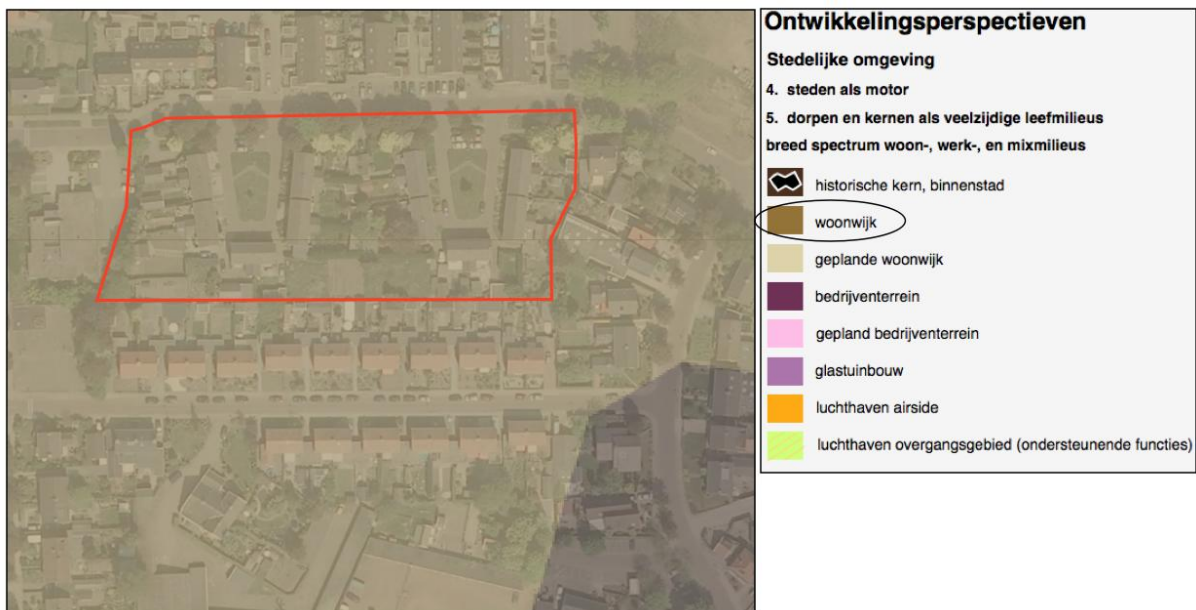 Ontwikkelingsperspectieven
Stedelijke omgeving
4. steden als motor
5. dorpen en kernen als veelzijdige leefmilieus
breed spectrum woon-, werk-, en mixmilieus
historische kern, binnenstad
woonwijk
geplande woonwijk
bedrijventerrein
gepland bedrijventerrein
glastuinbouw
luchthaven airside
luchthaven overgangsgebied (ondersteunende functies)